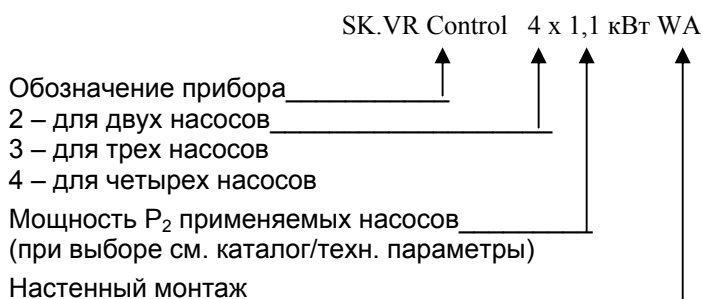 SK.VR Control 4 x 1,1 кВт WA
Обозначение прибора
2 – для двух насосов
3 – для трех насосов
4 – для четырех насосов
Мощность P₂ применяемых насосов
(при выборе см. каталог/техн. параметры)
Настенный монтаж